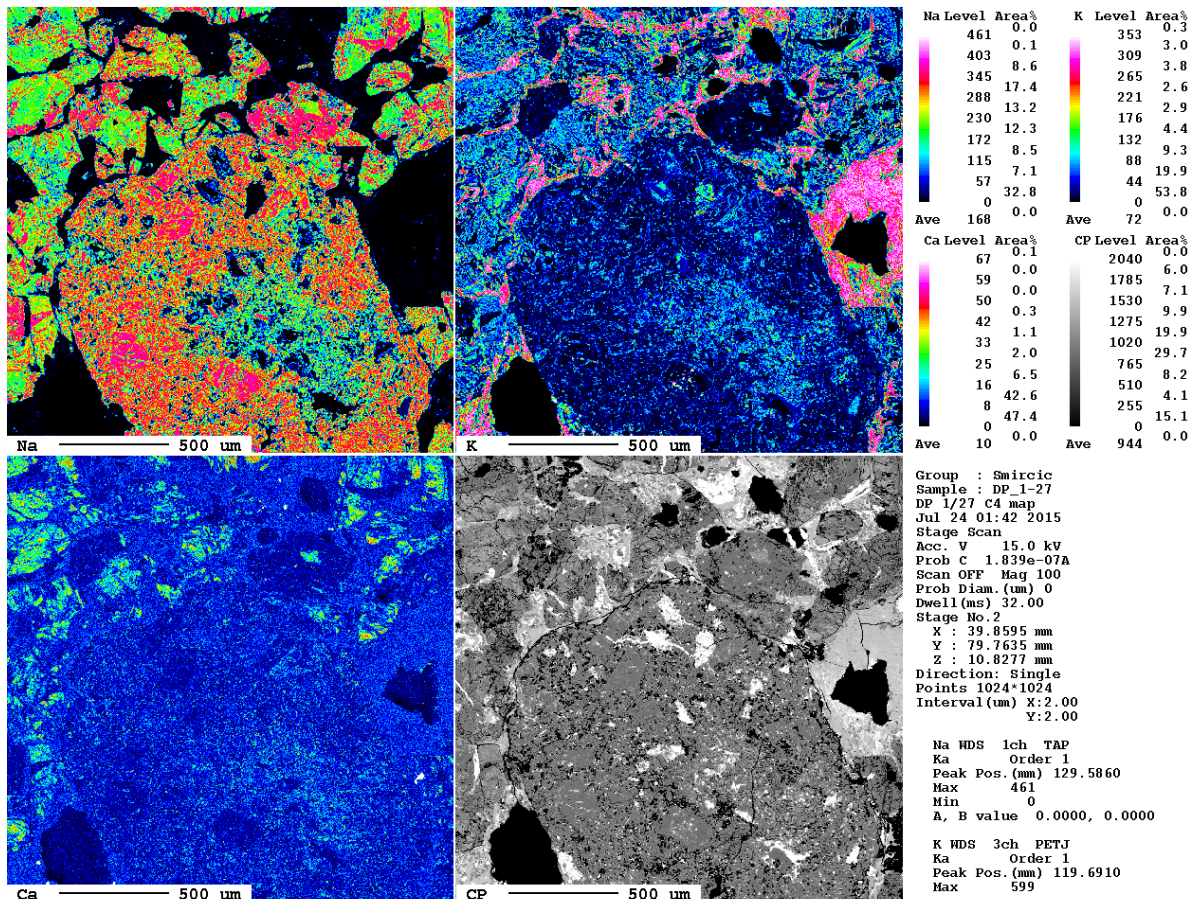 Na Level Area%
0.0
461
0.1
403
8.6
345
17.4
288
13.2
230
12.3
172
8.5
115
7.1
57
32.8
0
0.0
Ave 168
K Level Area%
0.3
353
3.0
309
3.8
265
2.6
221
2.9
176
4.4
132
9.3
88
19.9
44
53.8
0
0.0
Ave 72
Ca Level Area%
0.1
67
0.0
59
0.0
50
0.3
42
1.1
33
2.0
25
6.5
16
42.6
8
47.4
0
0.0
Ave 10
CP Level Area%
0.0
2040
6.0
1785
7.1
1530
9.9
1275
19.9
1020
29.7
765
8.2
510
4.1
255
15.1
0
0.0
Ave 944
Na 500 um
K 500 um
Ca 500 um
CP 500 um
Group : Smircic
Sample : DP_1-27
DP 1/27 C4 map
Jul 24 01:42 2015
Stage Scan
Acc. V 15.0 kV
Prob C 1.839e-07A
Scan OFF Mag 100
Prob Diam.(um) 0
Dwell(ms) 32.00
Stage No.2
X : 39.8595 mm
Y : 79.7635 mm
Z : 10.8277 mm
Direction: Single
Points 1024*1024
Interval(um) X:2.00
Y:2.00
Na WDS 1ch TAP
Ka Order 1
Peak Pos.(mm) 129.5860
Max 461
Min 0
A, B value 0.0000, 0.0000
K WDS 3ch PETJ
Ka Order 1
Peak Pos.(mm) 119.6910
Max 599